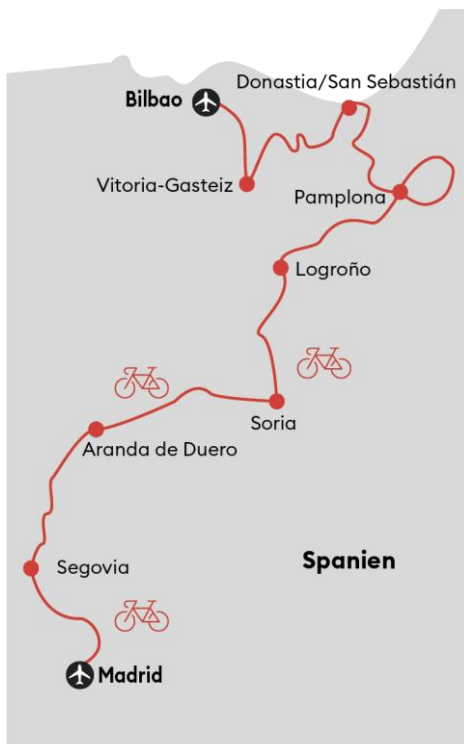 Donastia/San Sebastián
Bilbao
Vitoria-Gasteiz
Pamplona
Logroño
Soria
Aranda de Duero
Spanien
Segovia
Madrid